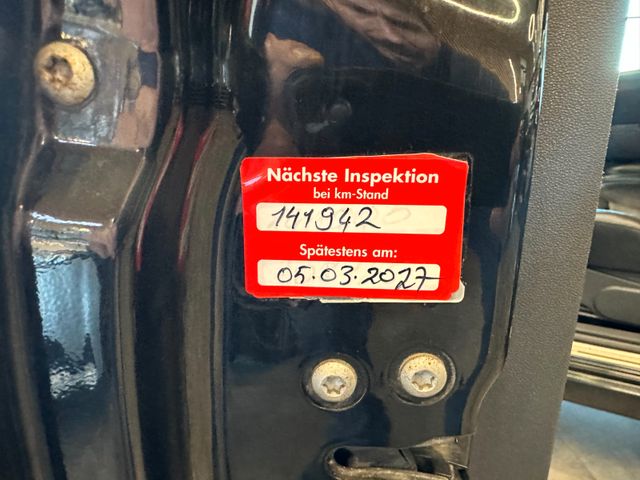 Nächste Inspektion
bei km-Stand
141942
Spätestens am:
05.03.2027